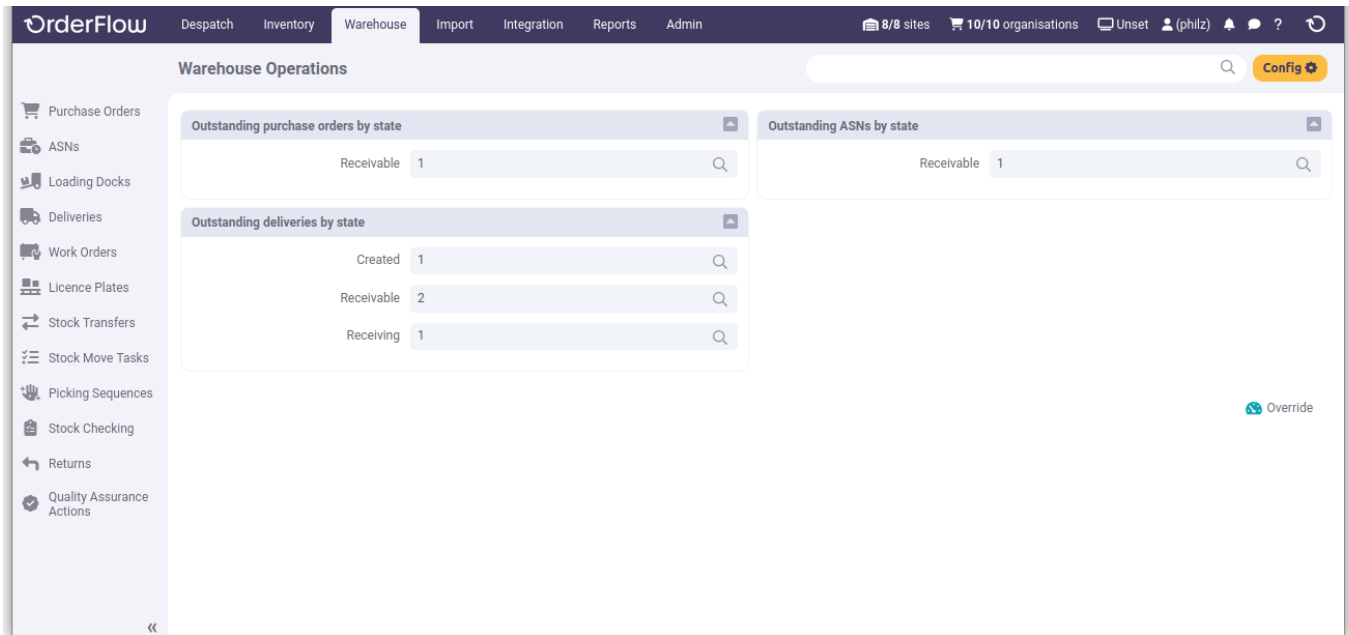 OrderFlow
Despatch Inventory Warehouse Import Integration Reports Admin
8/8 sites 10/10 organisations Unset (philz) ?
Warehouse Operations
Config
Purchase Orders
ASNs
Loading Docks
Deliveries
Work Orders
Licence Plates
Stock Transfers
Stock Move Tasks
Picking Sequences
Stock Checking
Returns
Quality Assurance
Actions
«
Outstanding purchase orders by state
Receivable 1
Outstanding ASNs by state
Receivable 1
Outstanding deliveries by state
Created 1
Receivable 2
Receiving 1
Override